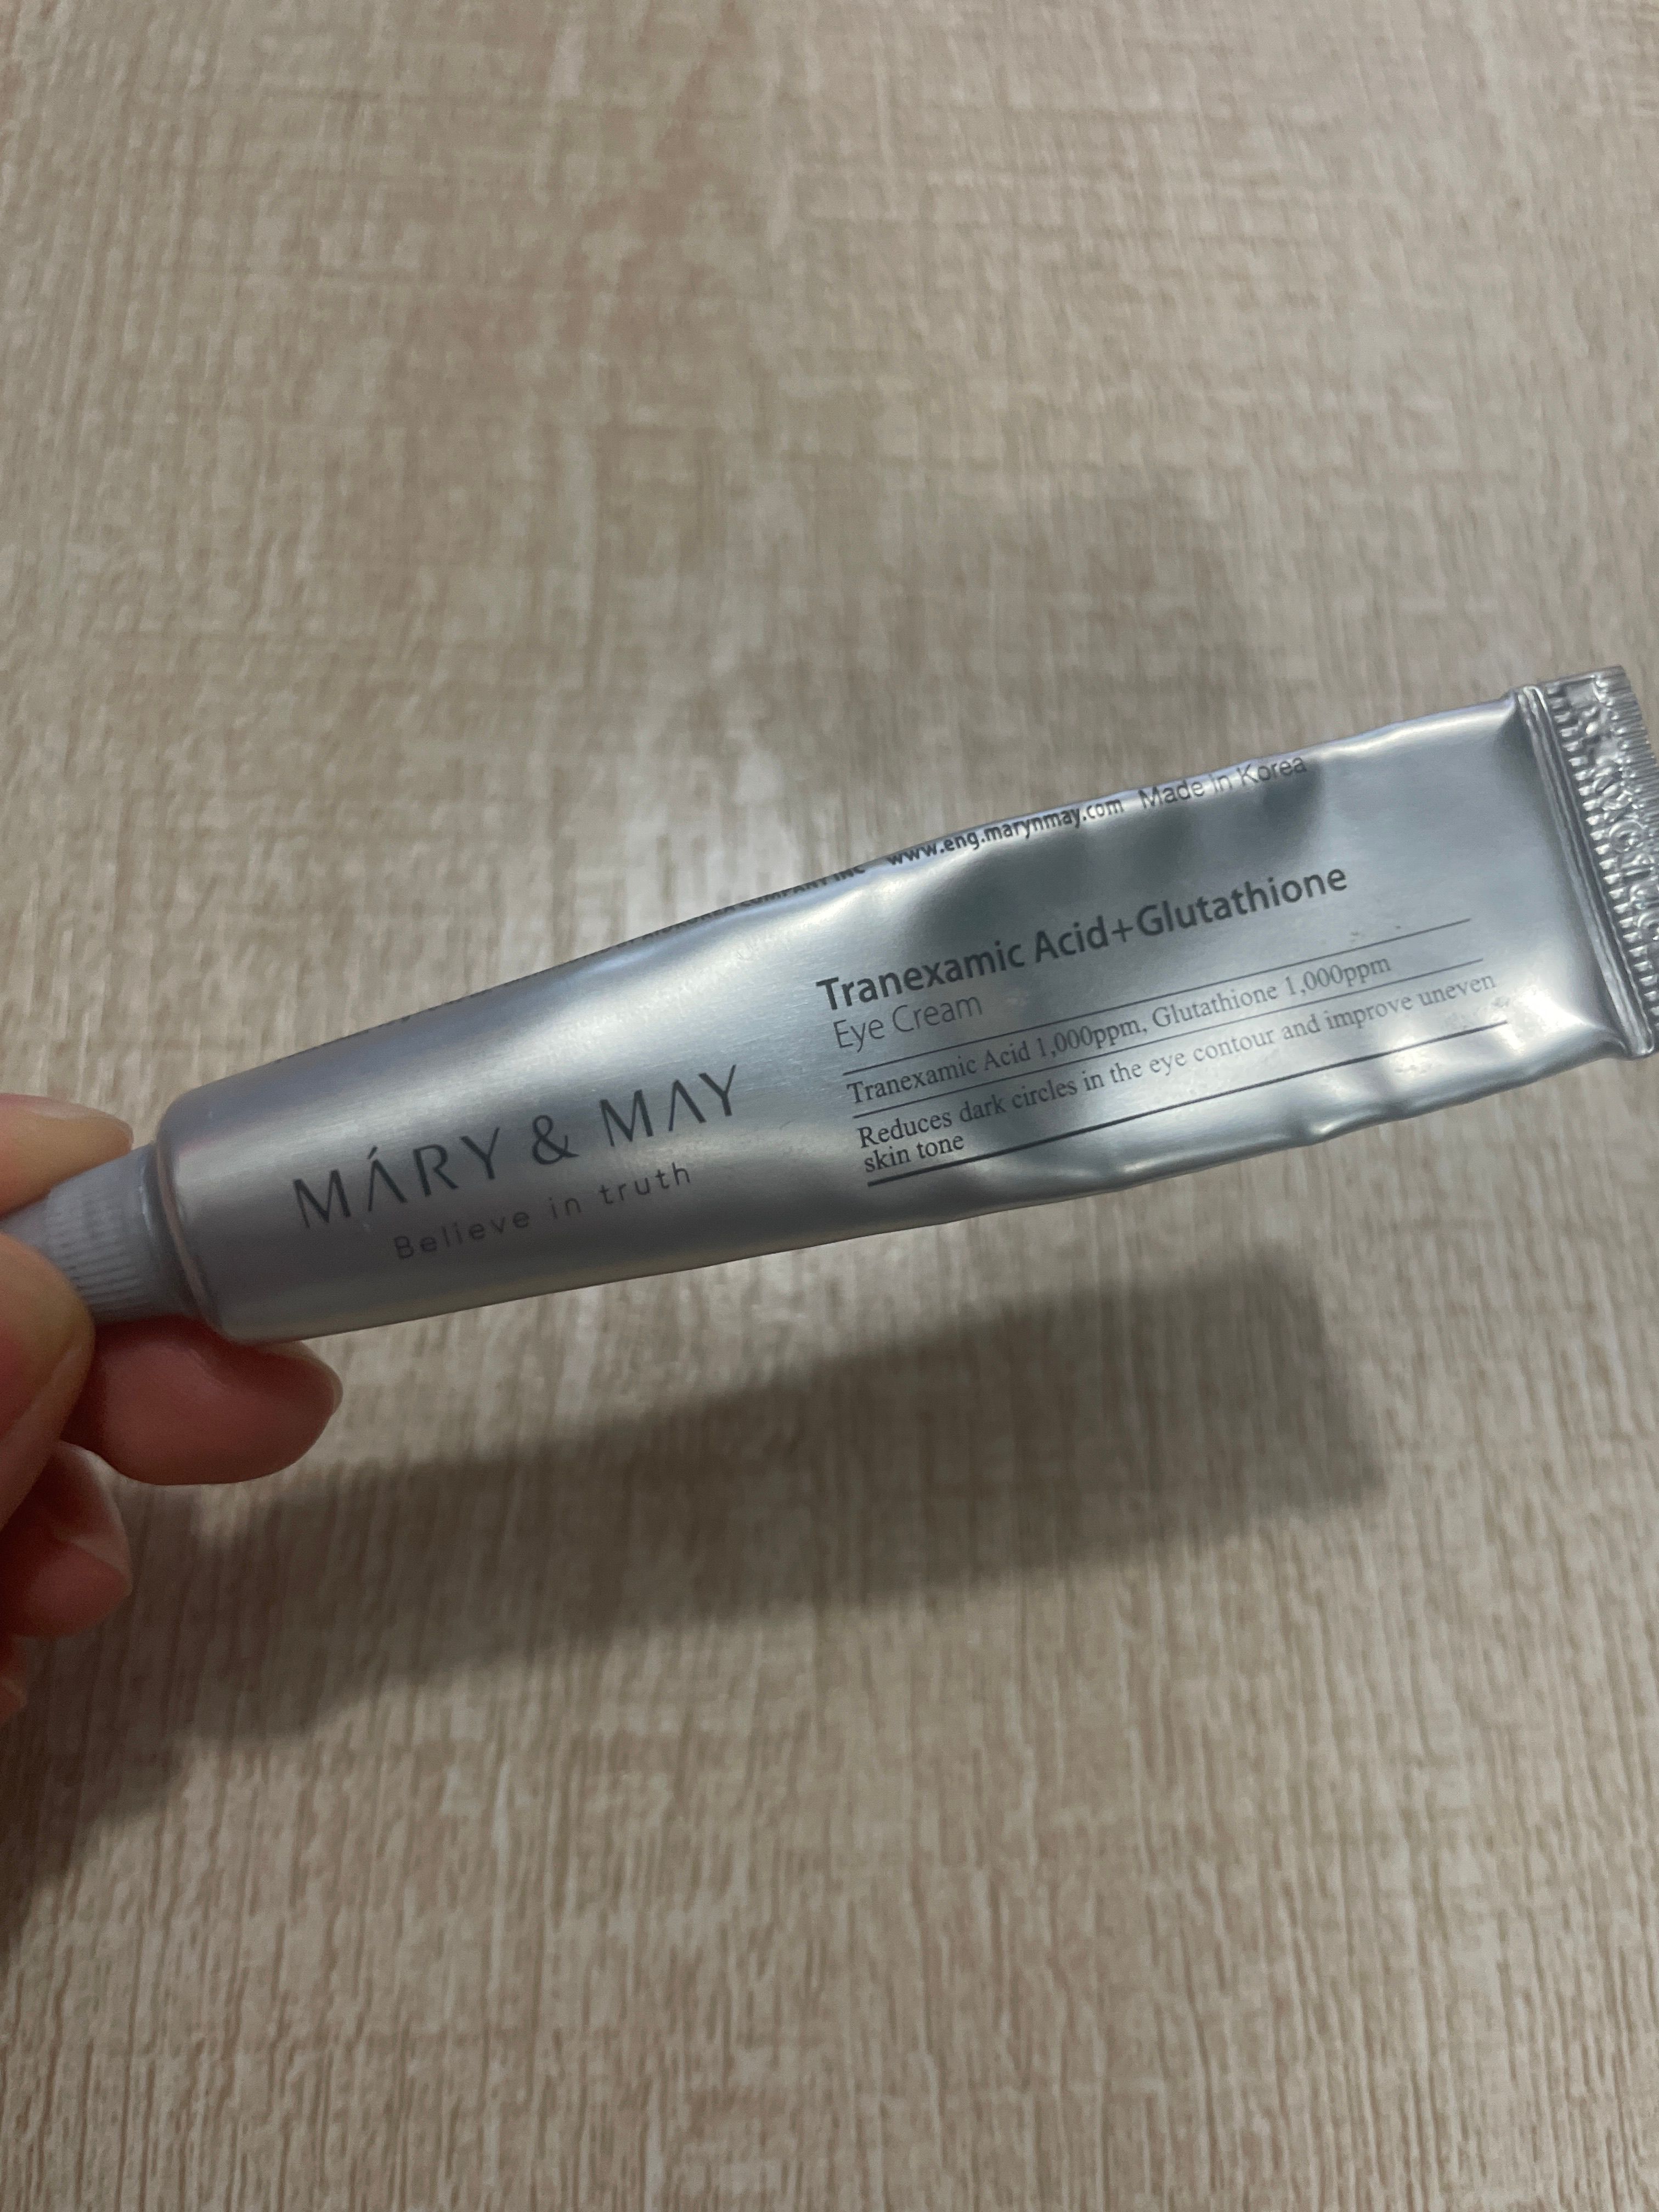 www.eng.marynmay.com Made in Korea
MÁRY & MAY
Believe in truth
Tranexamic Acid+Glutathione
Eye Cream
Tranexamic Acid 1,000ppm, Glutathione 1,000ppm
Reduces dark circles in the eye contour and improve uneven
skin tone